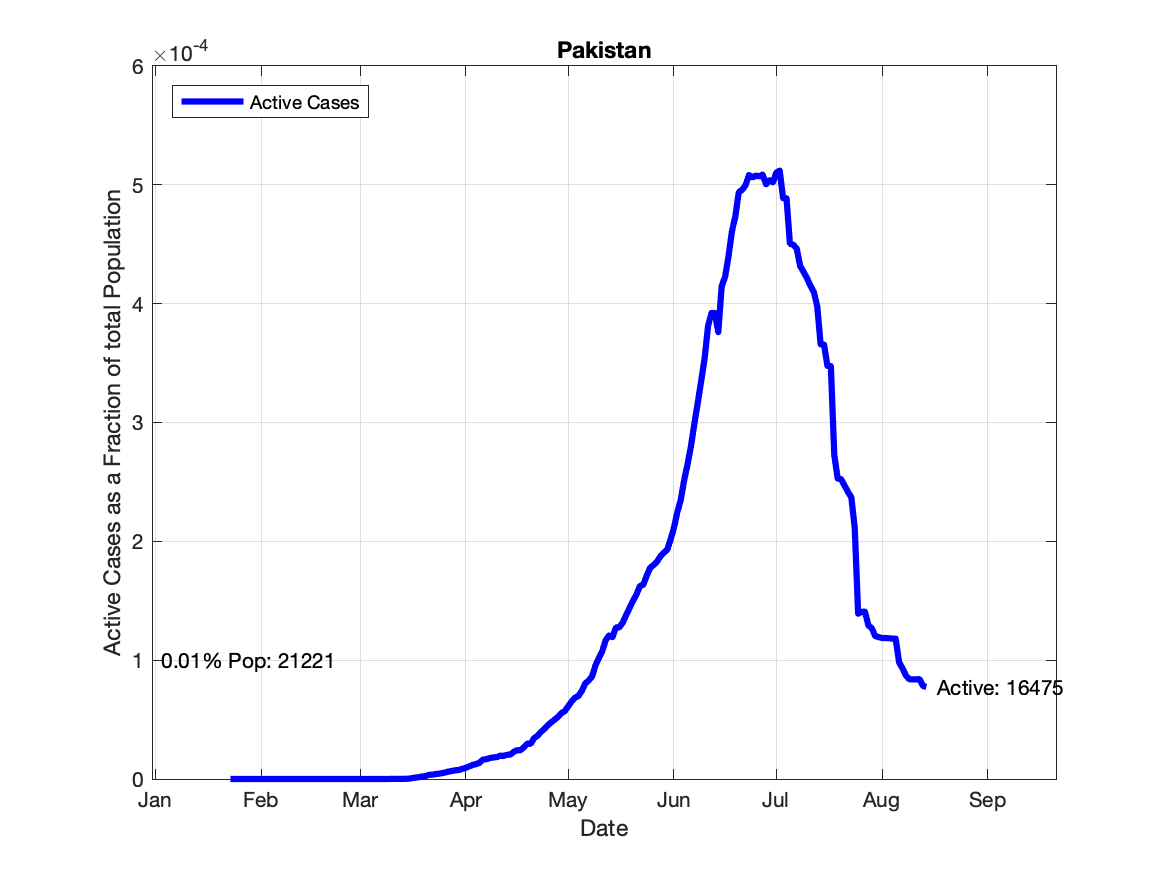 Pakistan
×10-4
Active Cases
6
5
4
3
2
1
0
Active Cases as a Fraction of total Population
0.01% Pop: 21221
Active: 16475
Jan Feb Mar Apr May Jun Jul Aug Sep
Date